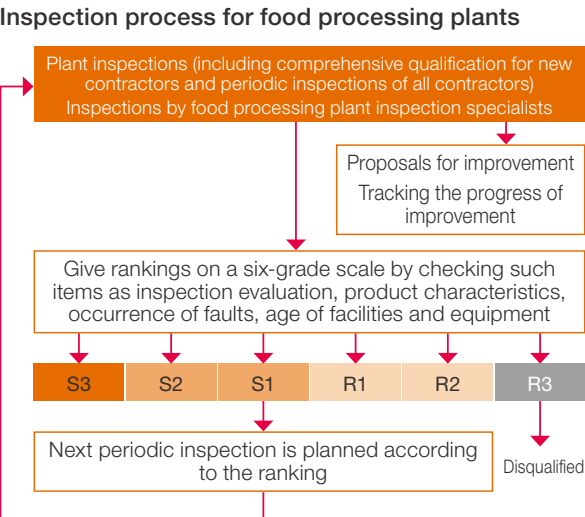 Inspection process for food processing plants
Plant inspections (including comprehensive qualification for new
contractors and periodic inspections of all contractors)
Inspections by food processing plant inspection specialists
Proposals for improvement
Tracking the progress of
improvement
Give rankings on a six-grade scale by checking such
items as inspection evaluation, product characteristics,
occurrence of faults, age of facilities and equipment
S3 S2 S1 R1 R2 R3
Next periodic inspection is planned according
to the ranking
Disqualified